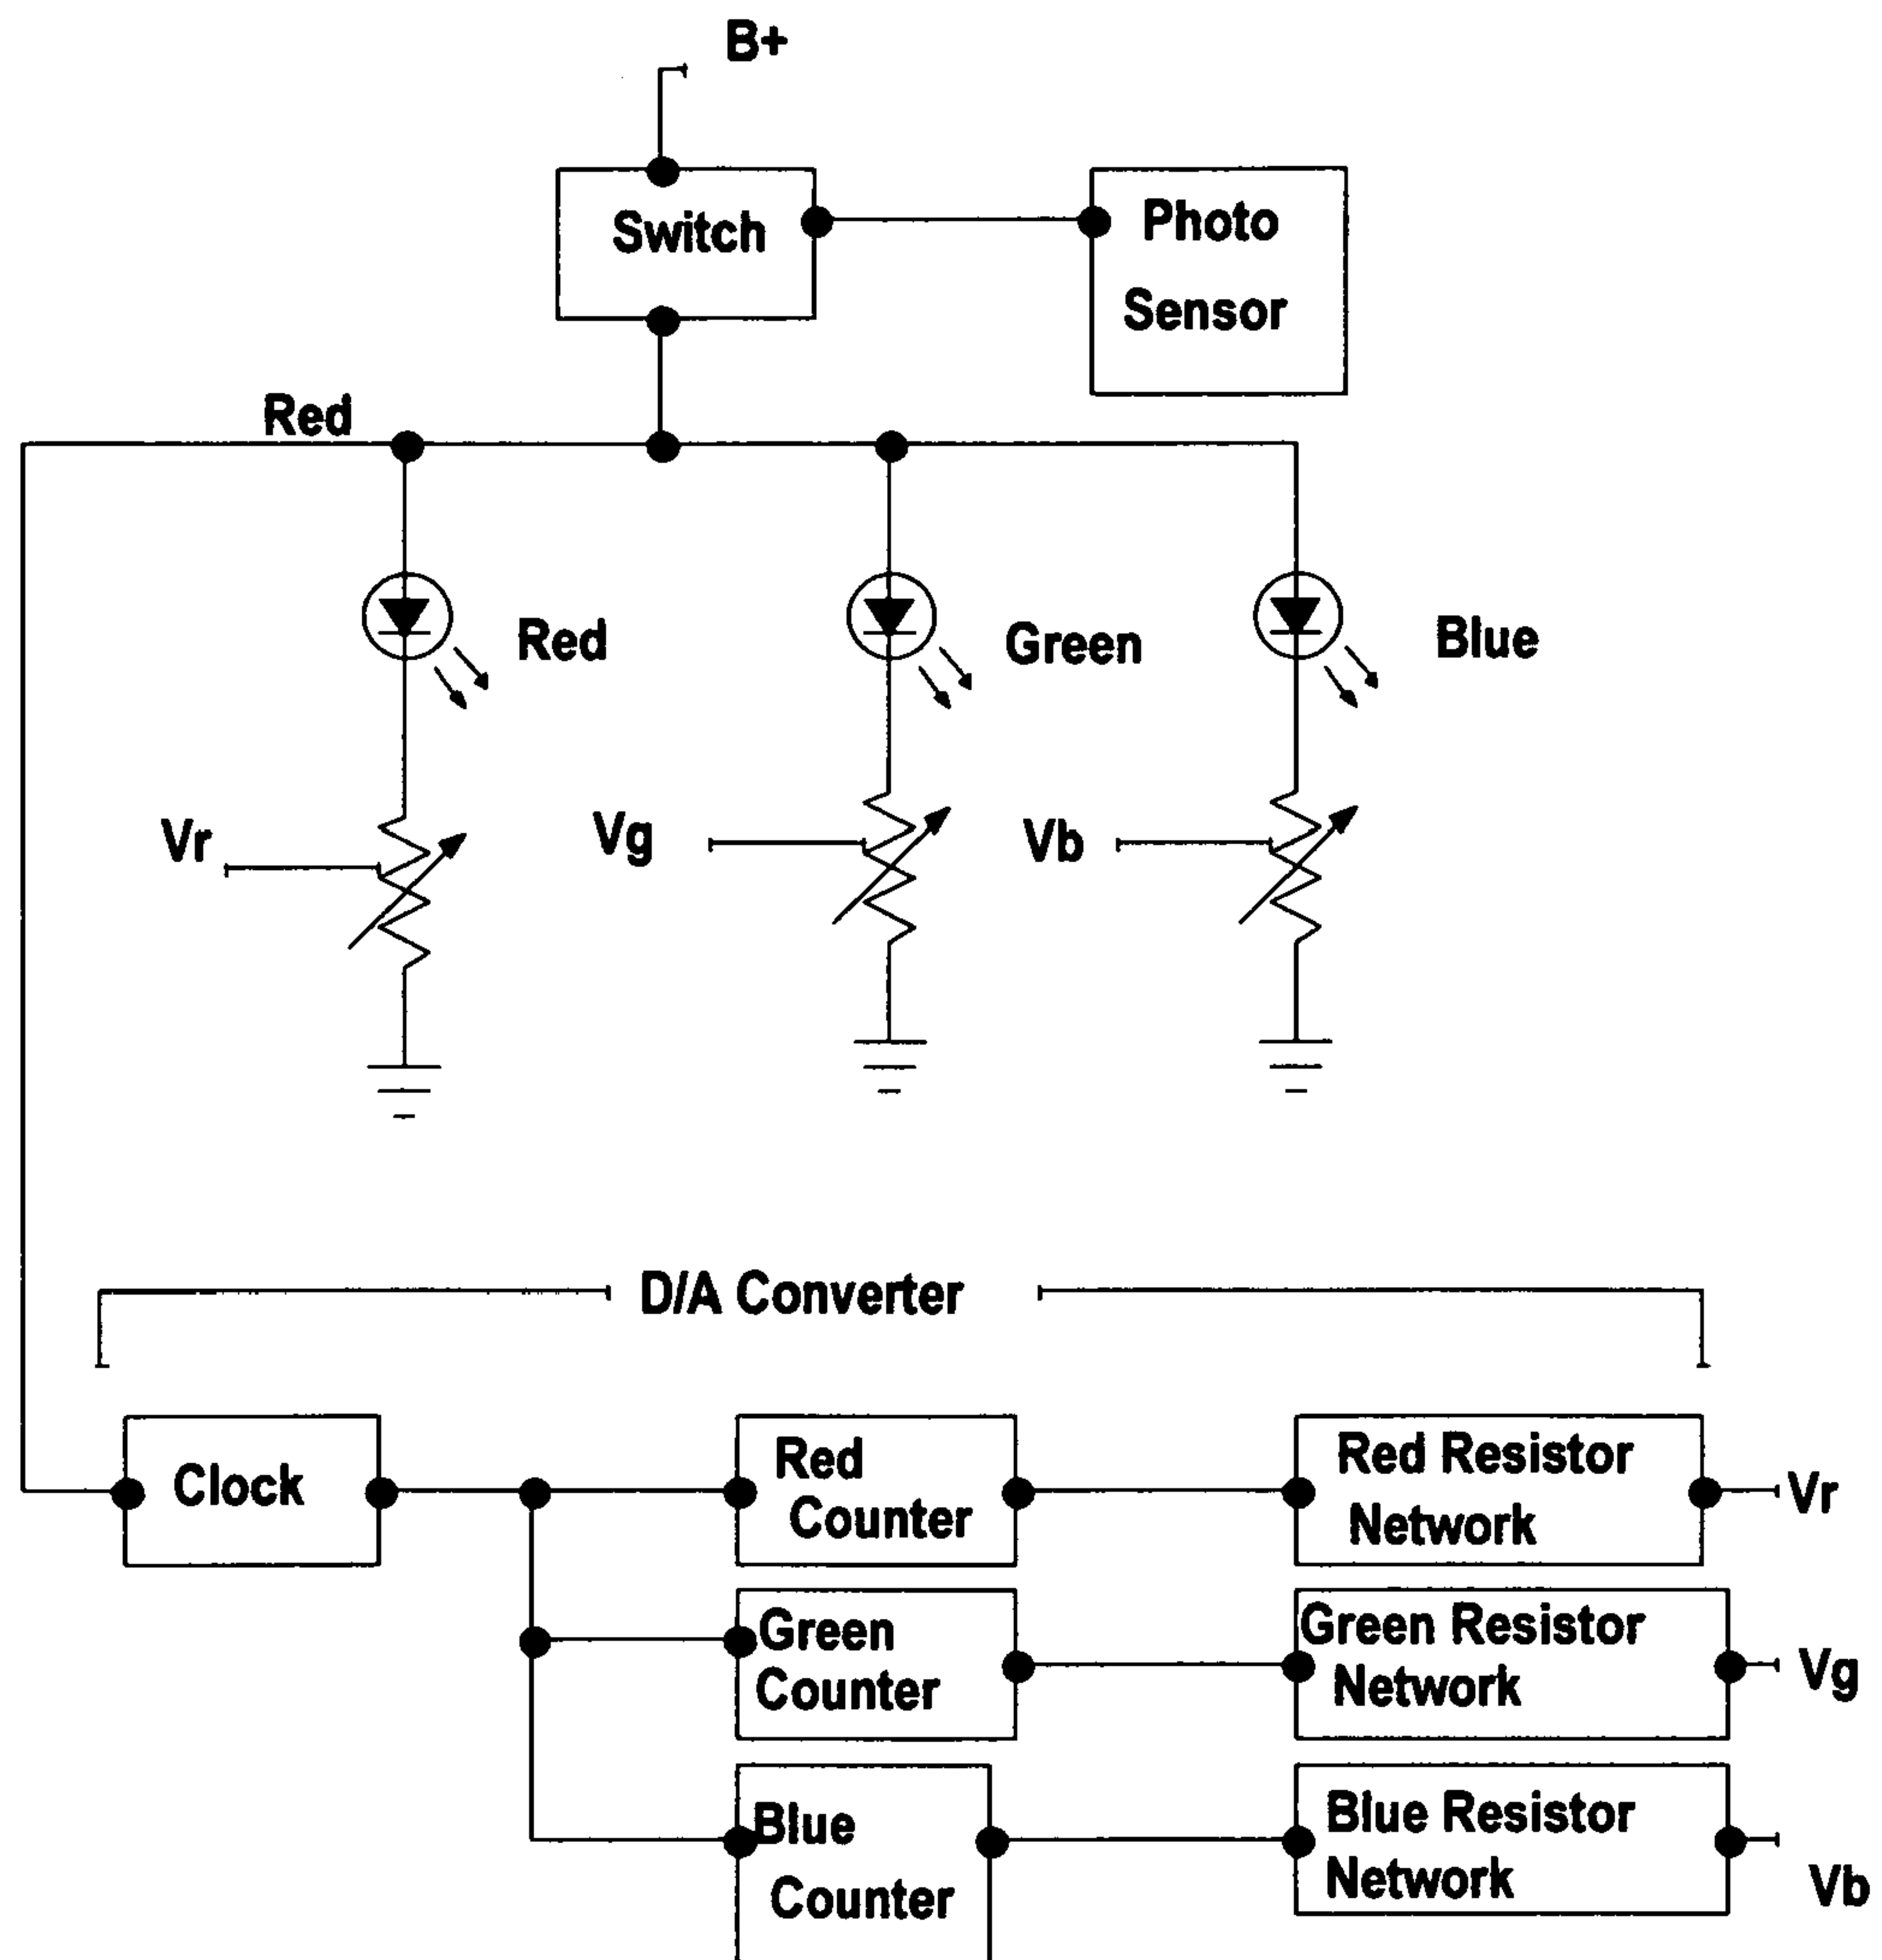 B+
Switch
Photo
Sensor
Red
Red
Green
Blue
Vr
Vg
Vb
D/A Converter
Clock
Red
Counter
Red Resistor
Network
Vr
Green
Counter
Green Resistor
Network
Vg
Blue
Counter
Blue Resistor
Network
Vb